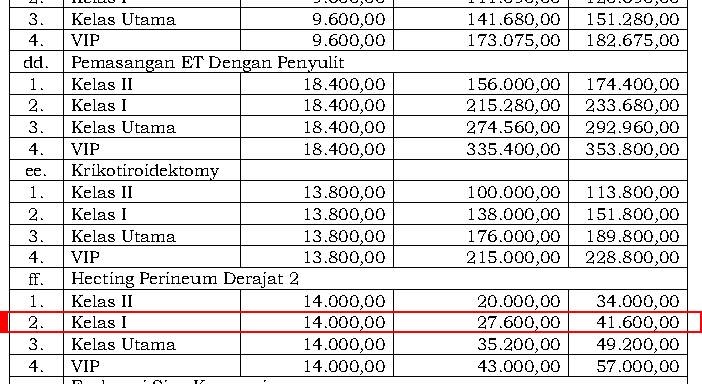 3. Kelas Utama 9.600,00 141.680,00 151.280,00
4. VIP 9.600,00 173.075,00 182.675,00
dd. Pemasangan ET Dengan Penyulit
1. Kelas II 18.400,00 156.000,00 174.400,00
2. Kelas I 18.400,00 215.280,00 233.680,00
3. Kelas Utama 18.400,00 274.560,00 292.960,00
4. VIP 18.400,00 335.400,00 353.800,00
ee. Krikotiroidektomy
1. Kelas II 13.800,00 100.000,00 113.800,00
2. Kelas I 13.800,00 138.000,00 151.800,00
3. Kelas Utama 13.800,00 176.000,00 189.800,00
4. VIP 13.800,00 215.000,00 228.800,00
ff. Hecting Perineum Derajat 2
1. Kelas II 14.000,00 20.000,00 34.000,00
2. Kelas I 14.000,00 27.600,00 41.600,00
3. Kelas Utama 14.000,00 35.200,00 49.200,00
4. VIP 14.000,00 43.000,00 57.000,00